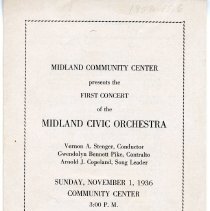 MIDLAND COMMUNITY CENTER
presents the
FIRST CONCERT
of the
MIDLAND CIVIC ORCHESTRA
Vernon A. Stenger, Conductor
Gwendolyn Bennett Pike, Contralto
Arnold J. Copeland, Song Leader
SUNDAY, NOVEMBER 1, 1936
COMMUNITY CENTER
3:00 P. M.